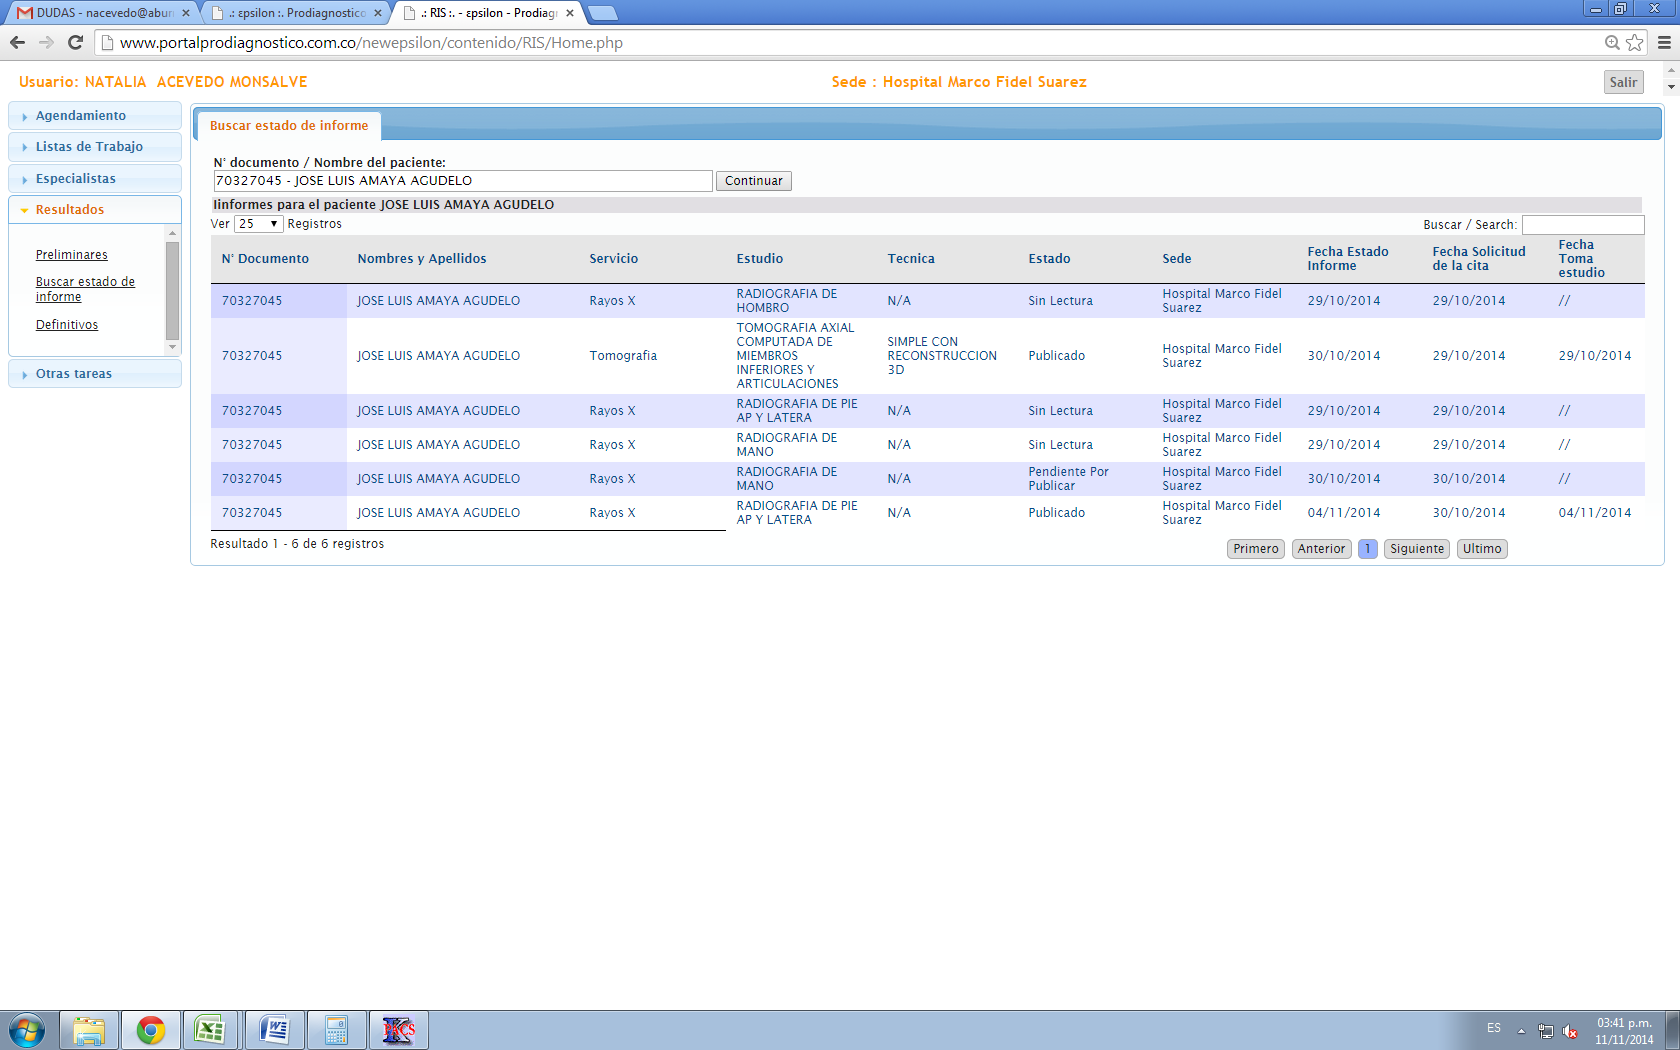 DUDAS - nacevedo@abur
.: εpsilon :. Prodiagnostico
.: RIS :. - εpsilon - Prodiag
www.portalprodiagnostico.com.co/newepsilon/contenido/RIS/Home.php
Usuario: NATALIA ACEVEDO MONSALVE
Sede : Hospital Marco Fidel Suarez
Salir
Agendamiento
Listas de Trabajo
Especialistas
Resultados
Preliminares
Buscar estado de
informe
Definitivos
Otras tareas
Buscar estado de informe
N° documento / Nombre del paciente:
70327045 - JOSE LUIS AMAYA AGUDELO Continuar
Iinformes para el paciente JOSE LUIS AMAYA AGUDELO
Ver 25 Registros Buscar / Search:
N° Documento Nombres y Apellidos Servicio Estudio Tecnica Estado Sede Fecha Estado Informe Fecha Solicitud de la cita Fecha Toma estudio
70327045 JOSE LUIS AMAYA AGUDELO Rayos X RADIOGRAFIA DE HOMBRO N/A Sin Lectura Hospital Marco Fidel Suarez 29/10/2014 29/10/2014 //
70327045 JOSE LUIS AMAYA AGUDELO Tomografia TOMOGRAFIA AXIAL COMPUTADA DE MIEMBROS INFERIORES Y ARTICULACIONES SIMPLE CON RECONSTRUCCION 3D Publicado Hospital Marco Fidel Suarez 30/10/2014 29/10/2014 29/10/2014
70327045 JOSE LUIS AMAYA AGUDELO Rayos X RADIOGRAFIA DE PIE AP Y LATERA N/A Sin Lectura Hospital Marco Fidel Suarez 29/10/2014 29/10/2014 //
70327045 JOSE LUIS AMAYA AGUDELO Rayos X RADIOGRAFIA DE MANO N/A Sin Lectura Hospital Marco Fidel Suarez 29/10/2014 29/10/2014 //
70327045 JOSE LUIS AMAYA AGUDELO Rayos X RADIOGRAFIA DE MANO N/A Pendiente Por Publicar Hospital Marco Fidel Suarez 30/10/2014 30/10/2014 //
70327045 JOSE LUIS AMAYA AGUDELO Rayos X RADIOGRAFIA DE PIE AP Y LATERA N/A Publicado Hospital Marco Fidel Suarez 04/11/2014 30/10/2014 04/11/2014
Resultado 1 - 6 de 6 registros
Primero Anterior 1 Siguiente Ultimo
PACS
ES
03:41 p.m.
11/11/2014